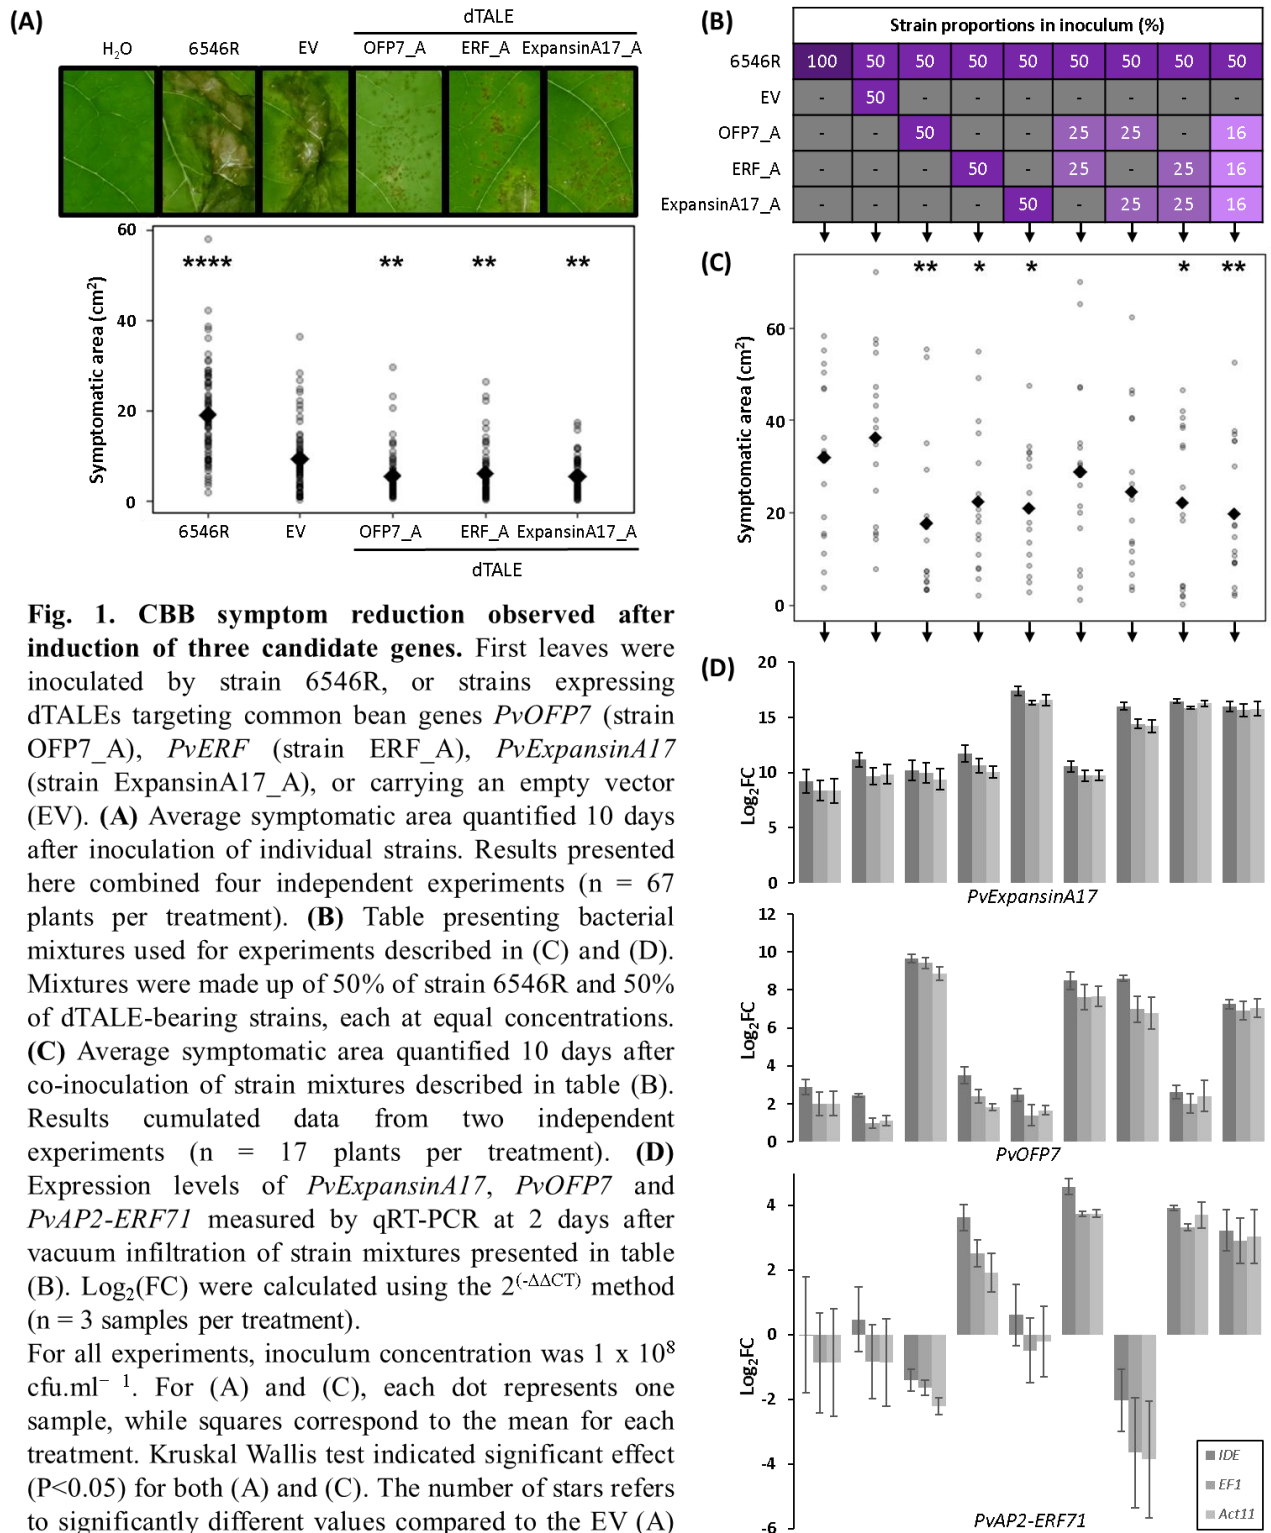 (A)
dTALE
H2O 6546R EV OFP7_A ERF_A ExpansinA17_A
60
**** ** ** **
40
20
0
Symptomatic area (cm2)
6546R EV OFP7_A ERF_A ExpansinA17_A
dTALE
Fig. 1. CBB symptom reduction observed after
induction of three candidate genes. First leaves were
inoculated by strain 6546R, or strains expressing
dTALEs targeting common bean genes PvOFP7 (strain
OFP7_A), PvERF (strain ERF_A), PvExpansinA17
(strain ExpansinA17_A), or carrying an empty vector
(EV). (A) Average symptomatic area quantified 10 days
after inoculation of individual strains. Results presented
here combined four independent experiments (n = 67
plants per treatment). (B) Table presenting bacterial
mixtures used for experiments described in (C) and (D).
Mixtures were made up of 50% of strain 6546R and 50%
of dTALE-bearing strains, each at equal concentrations.
(C) Average symptomatic area quantified 10 days after
co-inoculation of strain mixtures described in table (B).
Results cumulated data from two independent
experiments (n = 17 plants per treatment). (D)
Expression levels of PvExpansinA17, PvOFP7 and
PvAP2-ERF71 measured by qRT-PCR at 2 days after
vacuum infiltration of strain mixtures presented in table
(B). Log2(FC) were calculated using the 2(-ΔΔCT) method
(n = 3 samples per treatment).
For all experiments, inoculum concentration was 1 x 10⁸
cfu.ml⁻ ¹. For (A) and (C), each dot represents one
sample, while squares correspond to the mean for each
treatment. Kruskal Wallis test indicated significant effect
(P<0.05) for both (A) and (C). The number of stars refers
to significantly different values compared to the EV (A)
(B)
Strain proportions in inoculum (%)
6546R 100 50 50 50 50 50 50 50 50
EV - 50 - - - - - - -
OFP7_A - - 50 - - 25 25 - 16
ERF_A - - - 50 - 25 - 25 16
ExpansinA17_A - - - - 50 - 25 25 16
(C)
** * * * **
60
40
20
0
Symptomatic area (cm2)
(D)
20
15
10
5
0
Log2FC
PvExpansinA17
12
10
8
6
4
2
0
Log2FC
PvOFP7
4
2
0
-2
-4
-6
Log2FC
PvAP2-ERF71
IDE
EF1
Act11